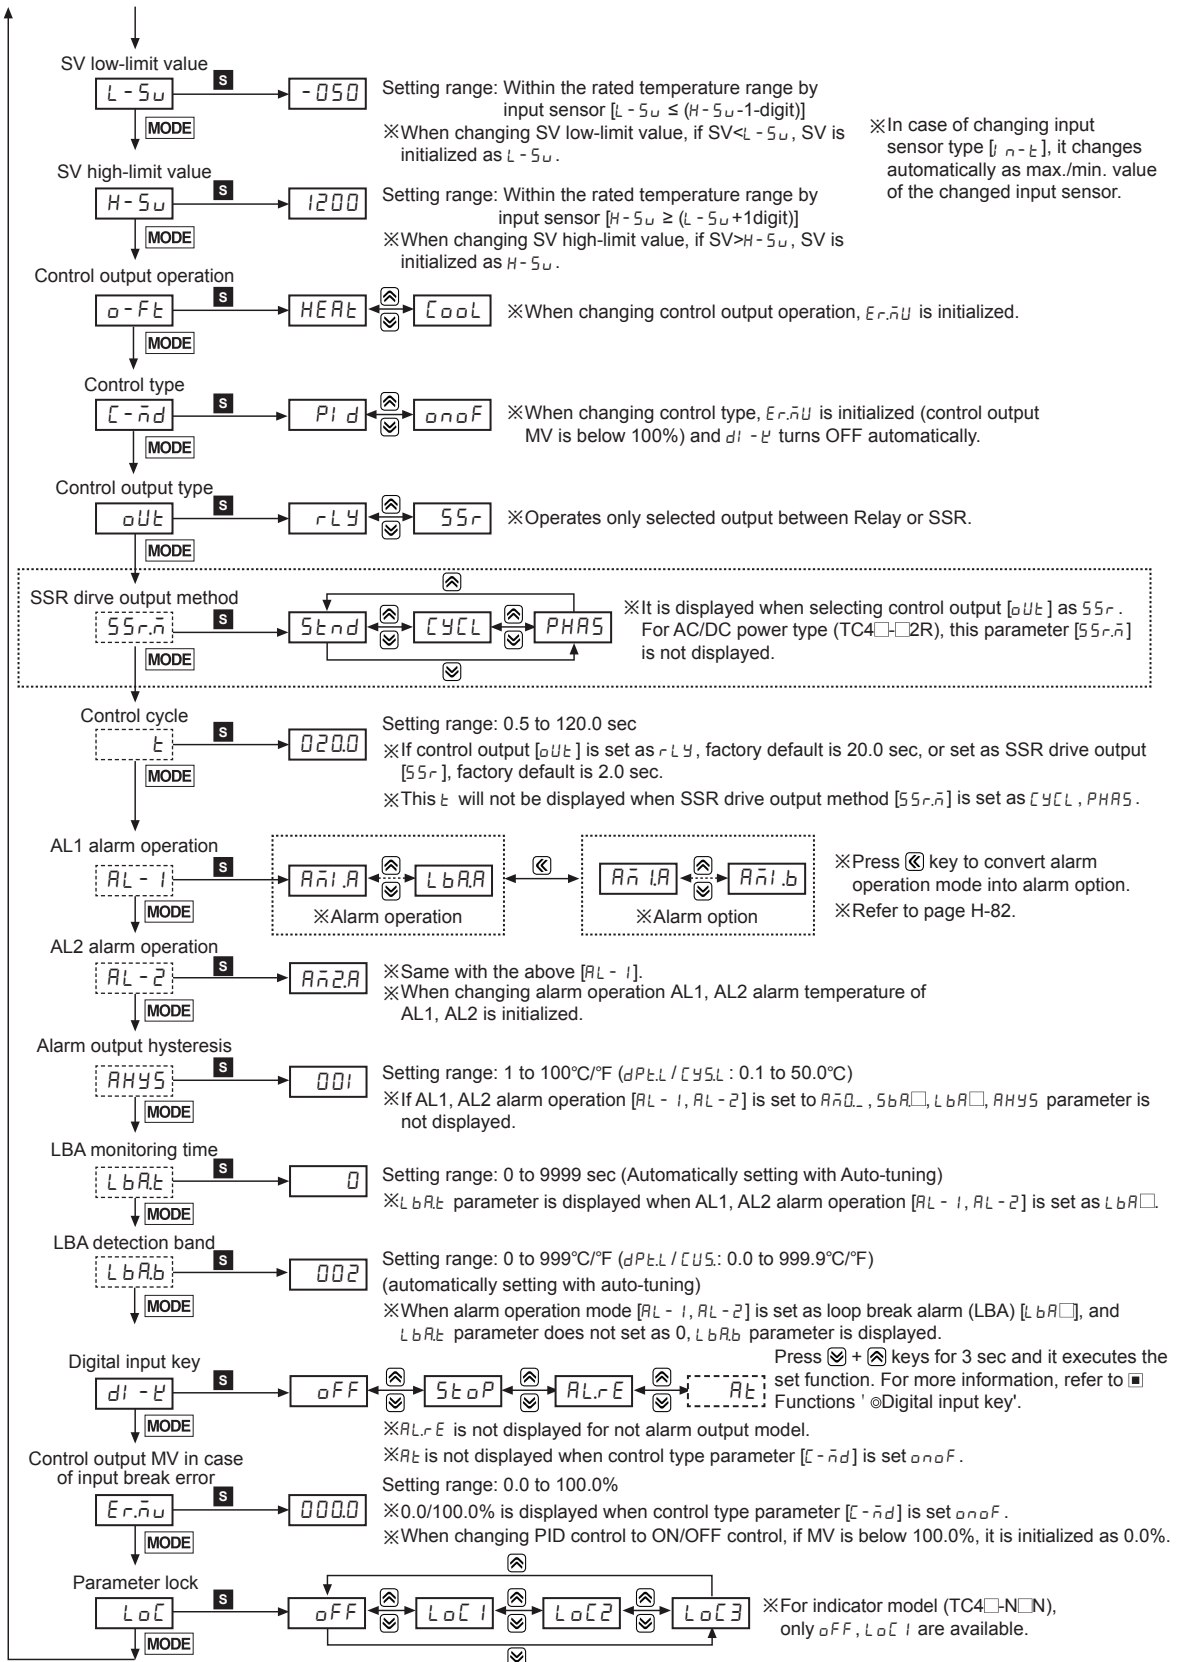 SV low-limit value
L-Sv S -050
MODE
Setting range: Within the rated temperature range by
input sensor [L-Sv ≤ (H-Sv-1-digit)]
※When changing SV low-limit value, if SV<L-Sv, SV is
initialized as L-Sv.
※In case of changing input
sensor type [In-t], it changes
automatically as max./min. value
of the changed input sensor.
SV high-limit value
H-Sv S 1200
MODE
Setting range: Within the rated temperature range by
input sensor [H-Sv ≥ (L-Sv+1digit)]
※When changing SV high-limit value, if SV>H-Sv, SV is
initialized as H-Sv.
Control output operation
o-Ft S HEAt CooL
MODE
※When changing control output operation, Er.mU is initialized.
Control type
C-md S PId onoF
MODE
※When changing control type, Er.mU is initialized (control output
MV is below 100%) and dI-K turns OFF automatically.
Control output type
oUt S rLY SSr
MODE
※Operates only selected output between Relay or SSR.
SSR dirve output method
SSr.m S Stnd CYCL PHAS
MODE
※It is displayed when selecting control output [oUt] as SSr.
For AC/DC power type (TC4□-□2R), this parameter [SSr.m]
is not displayed.
Control cycle
t S 020.0
MODE
Setting range: 0.5 to 120.0 sec
※If control output [oUt] is set as rLY, factory default is 20.0 sec, or set as SSR drive output
[SSr], factory default is 2.0 sec.
※This t will not be displayed when SSR drive output method [SSr.m] is set as CYCL, PHAS.
AL1 alarm operation
AL-1 S Am1.A LbA.A Am1.A Am1.b
MODE
※Alarm operation
※Alarm option
※Press key to convert alarm
operation mode into alarm option.
※Refer to page H-82.
AL2 alarm operation
AL-2 S Am2.A
MODE
※Same with the above [AL-1].
※When changing alarm operation AL1, AL2 alarm temperature of
AL1, AL2 is initialized.
Alarm output hysteresis
AHYS S 001
MODE
Setting range: 1 to 100°C/°F (dPt.L / CYS.L : 0.1 to 50.0°C)
※If AL1, AL2 alarm operation [AL-1, AL-2] is set to Am0._, SbA.□, LbA□, AHYS parameter is
not displayed.
LBA monitoring time
LbA.t S 0
MODE
Setting range: 0 to 9999 sec (Automatically setting with Auto-tuning)
※LbA.t parameter is displayed when AL1, AL2 alarm operation [AL-1, AL-2] is set as LbA□.
LBA detection band
LbA.b S 002
MODE
Setting range: 0 to 999°C/°F (dPt.L / CUS.: 0.0 to 999.9°C/°F)
(automatically setting with auto-tuning)
※When alarm operation mode [AL-1, AL-2] is set as loop break alarm (LBA) [LbA□], and
LbA.t parameter does not set as 0, LbA.b parameter is displayed.
Digital input key
dI-K S oFF StoP AL.rE At
MODE
Press + keys for 3 sec and it executes the
set function. For more information, refer to ▣
Functions ' ◎Digital input key'.
※AL.rE is not displayed for not alarm output model.
※At is not displayed when control type parameter [C-md] is set onoF.
Control output MV in case
of input break error
Er.mv S 000.0
MODE
Setting range: 0.0 to 100.0%
※0.0/100.0% is displayed when control type parameter [C-md] is set onoF.
※When changing PID control to ON/OFF control, if MV is below 100.0%, it is initialized as 0.0%.
Parameter lock
LoC S oFF LoC1 LoC2 LoC3
MODE
※For indicator model (TC4□-N□N),
only oFF, LoC1 are available.